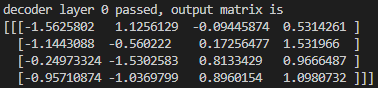 decoder layer 0 passed, output matrix is
[[[-1.5625802   1.1256129  -0.09445874  0.5314261 ]
  [-1.1443088  -0.560222    0.17256477  1.531966  ]
  [-0.24973324 -1.5302583   0.8133429   0.9666487 ]
  [-0.95710874 -1.0369799   0.8960154   1.0980732 ]]]